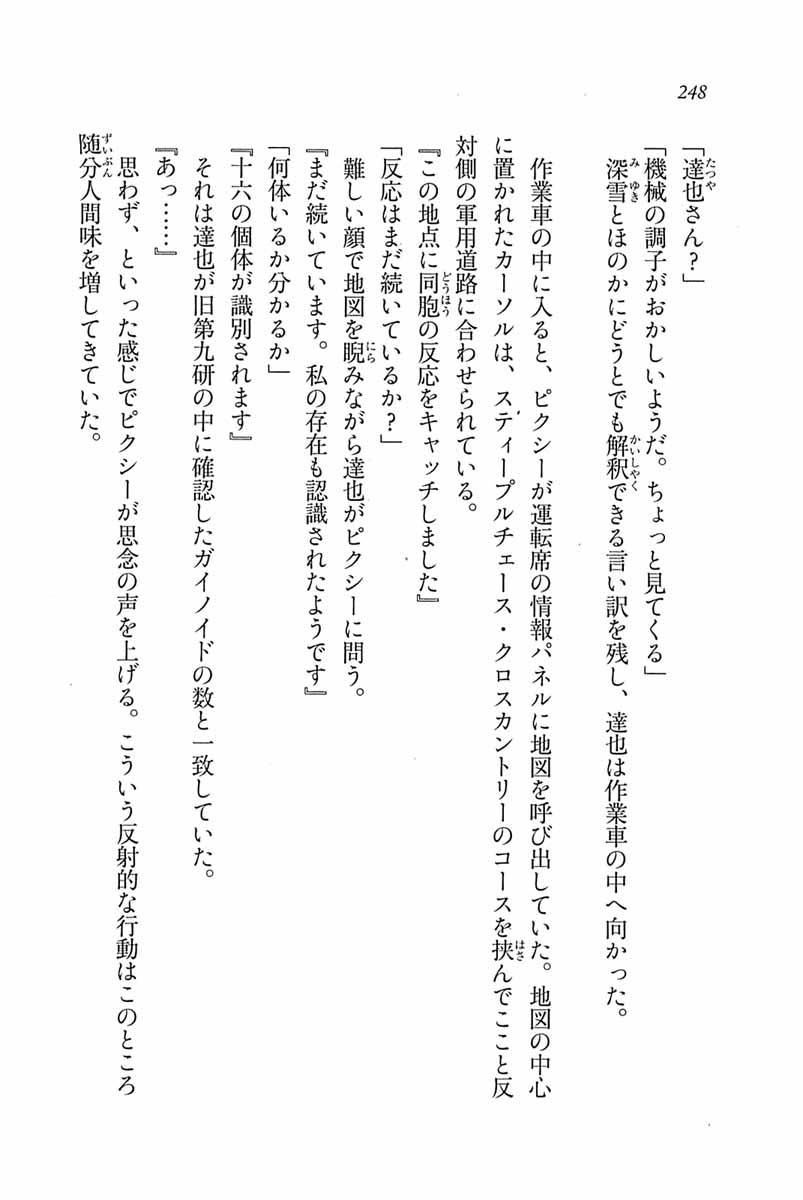 248
「達也さん?」
「機械の調子がおかしいようだ。ちょっと見てくる」
深雪とほのかにどうとでも解釈できる言い訳を残し、達也は作業車の中へ向かった。
作業車の中に入ると、ピクシーが運転席の情報パネルに地図を呼び出していた。地図の中心
に置かれたカーソルは、スティープルチェース・クロスカントリーのコースを挟んでここと反
対側の軍用道路に合わせられている。
『この地点に同胞の反応をキャッチしました』
「反応はまだ続いているか?」
難しい顔で地図を睨みながら達也がピクシーに問う。
『まだ続いています。私の存在も認識されたようです』
「何体いるか分かるか」
『十六の個体が識別されます』
それは達也が旧第九研の中に確認したガイノイドの数と一致していた。
『あっ……』
思わず、といった感じでピクシーが思念の声を上げる。こういう反射的な行動はこのところ
随分人間味を増してきていた。